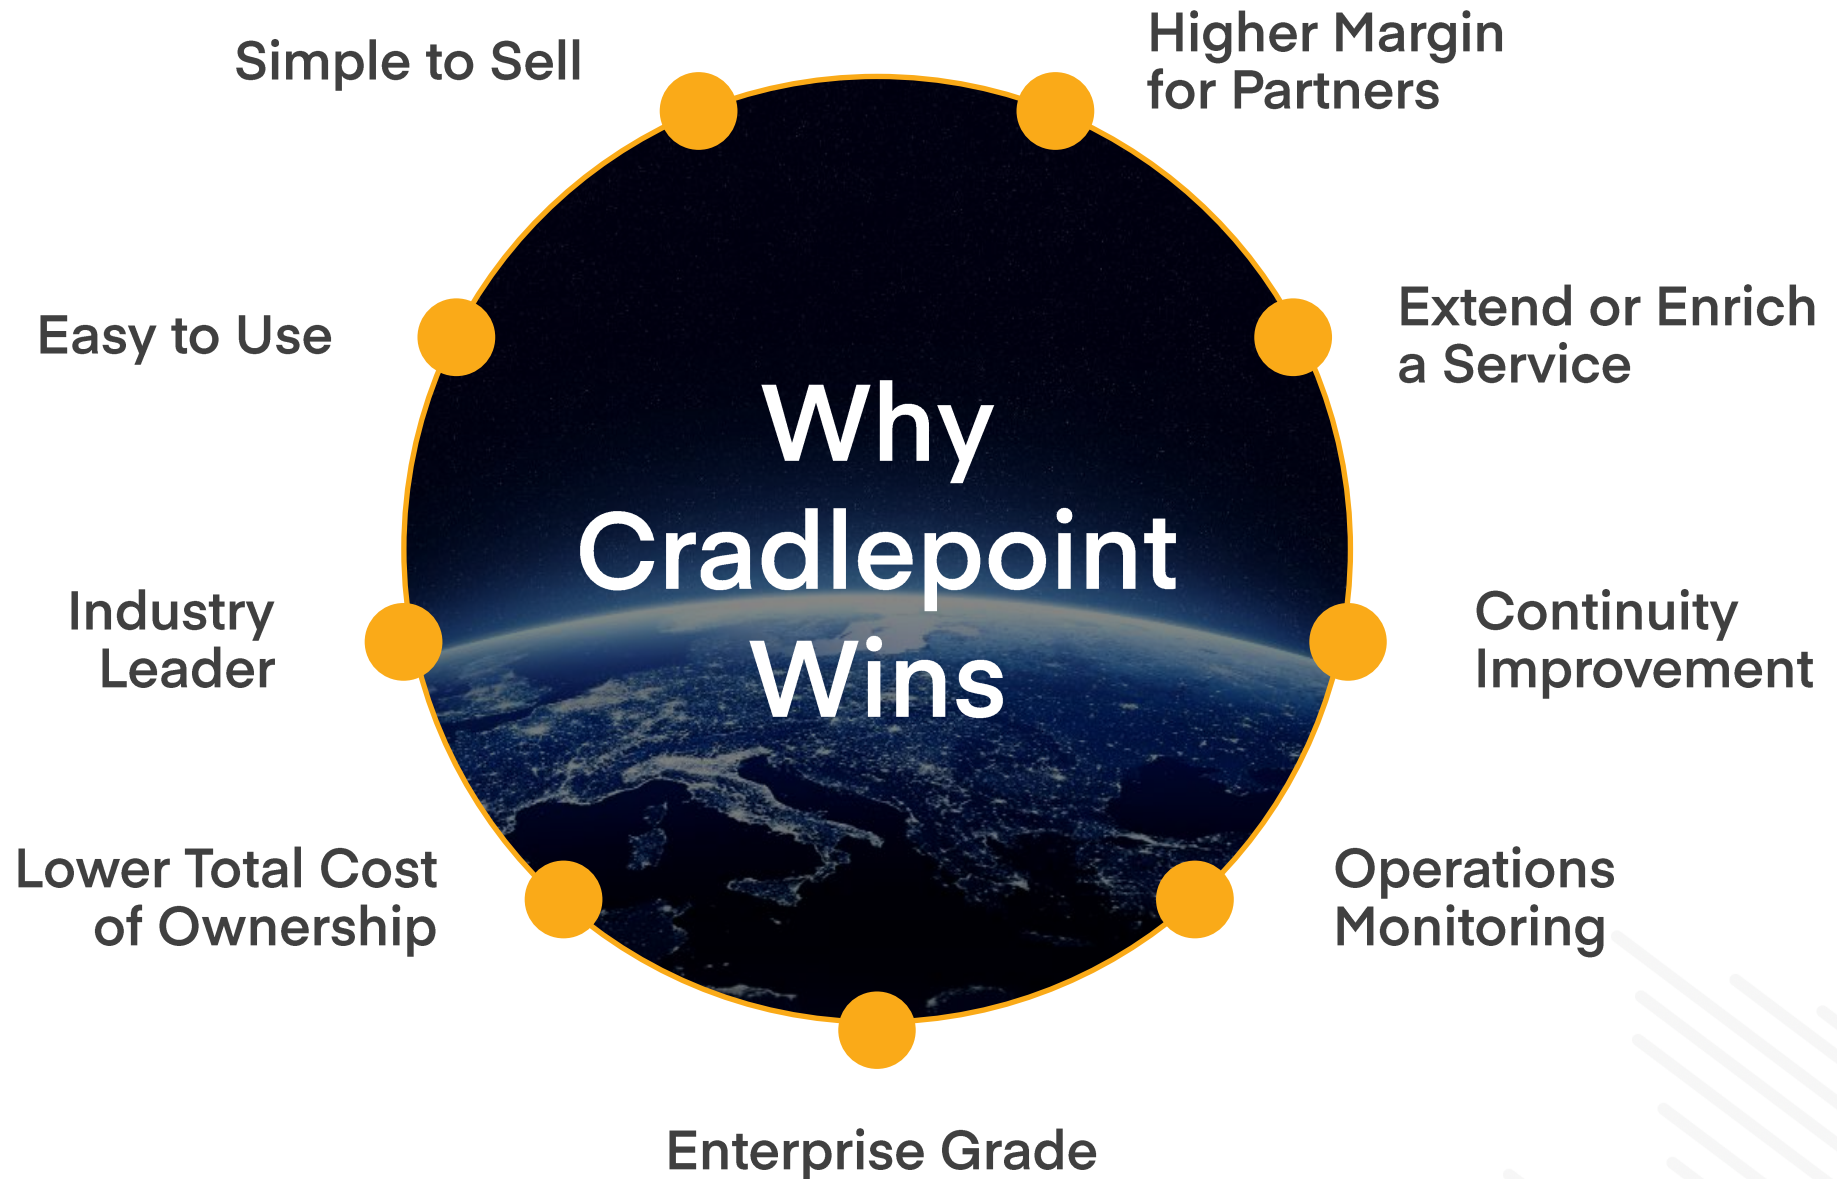 Simple to Sell
Higher Margin
for Partners
Easy to Use
Extend or Enrich
a Service
Why
Cradlepoint
Wins
Industry
Leader
Continuity
Improvement
Lower Total Cost
of Ownership
Operations
Monitoring
Enterprise Grade